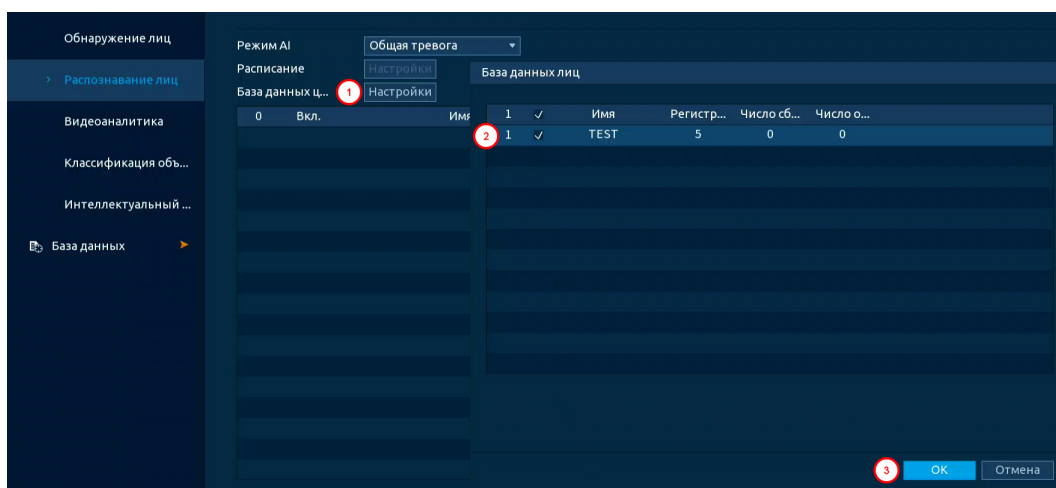 Обнаружение лиц
Распознавание лиц
Видеоаналитика
Классификация объ...
Интеллектуальный ...
База данных
Режим AI Общая тревога
Расписание Настройки
База данных ц... 1 Настройки
0 Вкл. Имя
База данных лиц
1 Имя Регистр... Число сб... Число о...
2 1 TEST 5 0 0
3 OK Отмена